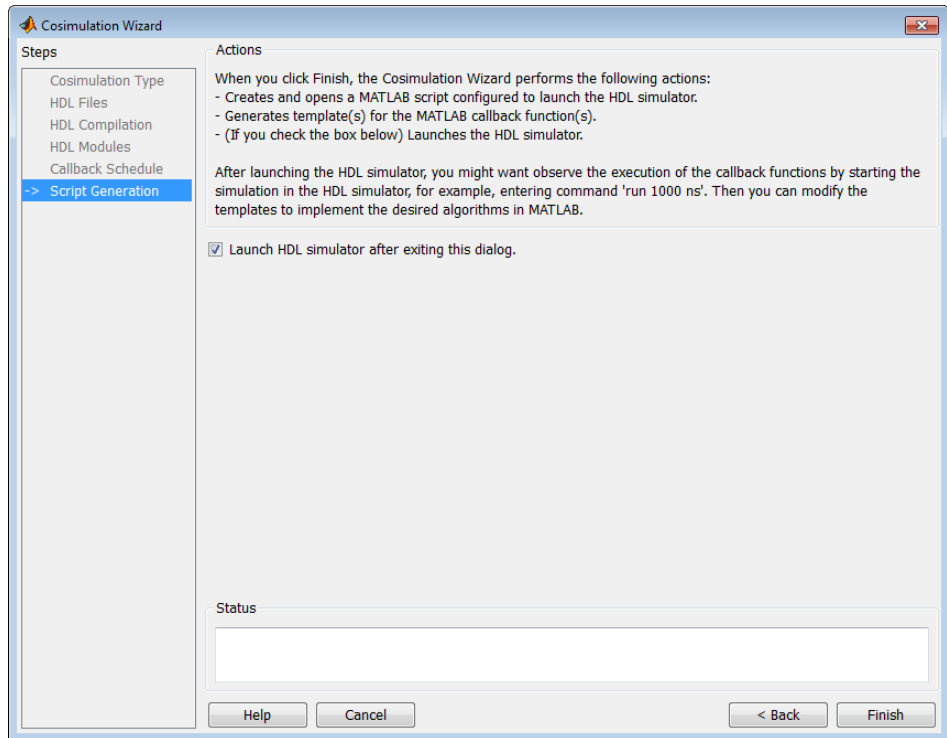 Cosimulation Wizard
Steps
Cosimulation Type
HDL Files
HDL Compilation
HDL Modules
Callback Schedule
-> Script Generation
Actions
When you click Finish, the Cosimulation Wizard performs the following actions:
- Creates and opens a MATLAB script configured to launch the HDL simulator.
- Generates template(s) for the MATLAB callback function(s).
- (If you check the box below) Launches the HDL simulator.
After launching the HDL simulator, you might want observe the execution of the callback functions by starting the
simulation in the HDL simulator, for example, entering command 'run 1000 ns'. Then you can modify the
templates to implement the desired algorithms in MATLAB.
Launch HDL simulator after exiting this dialog.
Status
Help
Cancel
< Back
Finish